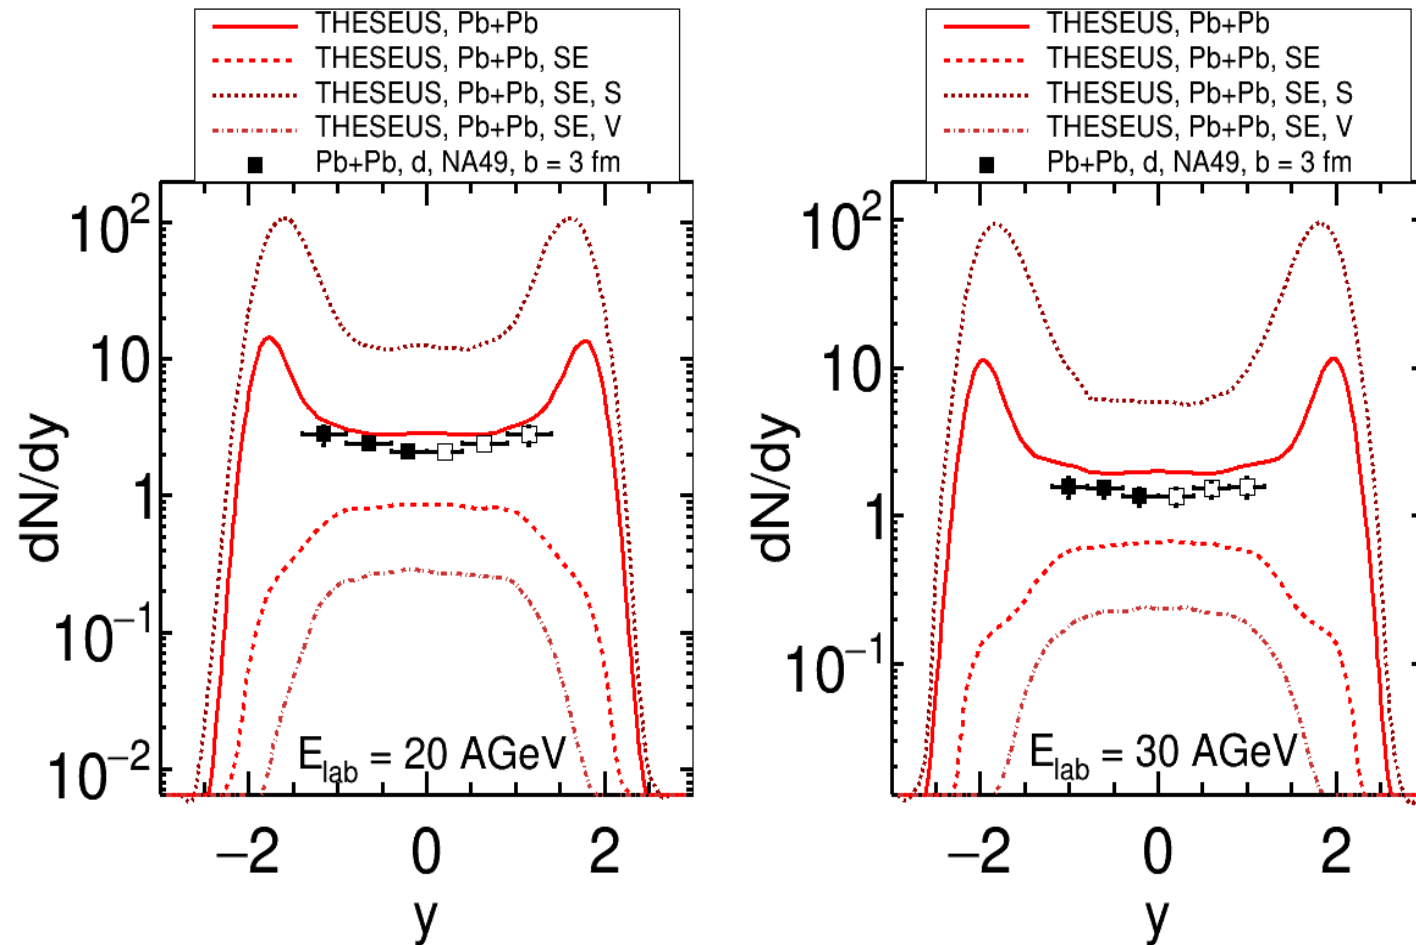 THESEUS, Pb+Pb
THESEUS, Pb+Pb, SE
THESEUS, Pb+Pb, SE, S
THESEUS, Pb+Pb, SE, V
Pb+Pb, d, NA49, b = 3 fm
10²
10
1
10⁻¹
10⁻²
dN/dy
E_lab = 20 AGeV
−2 0 2
y
THESEUS, Pb+Pb
THESEUS, Pb+Pb, SE
THESEUS, Pb+Pb, SE, S
THESEUS, Pb+Pb, SE, V
Pb+Pb, d, NA49, b = 3 fm
10²
10
1
10⁻¹
dN/dy
E_lab = 30 AGeV
−2 0 2
y